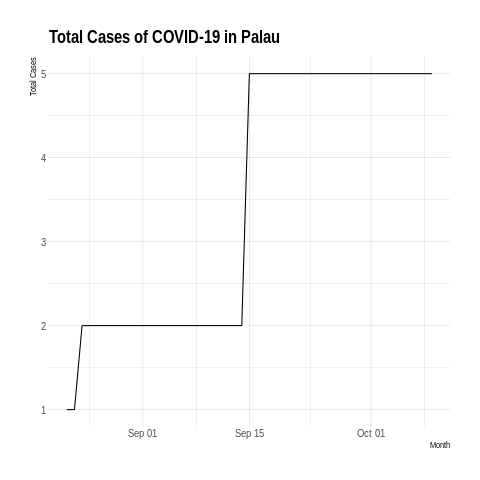 Total Cases of COVID-19 in Palau
Total Cases
5
4
3
2
1
Sep 01 Sep 15 Oct 01
Month